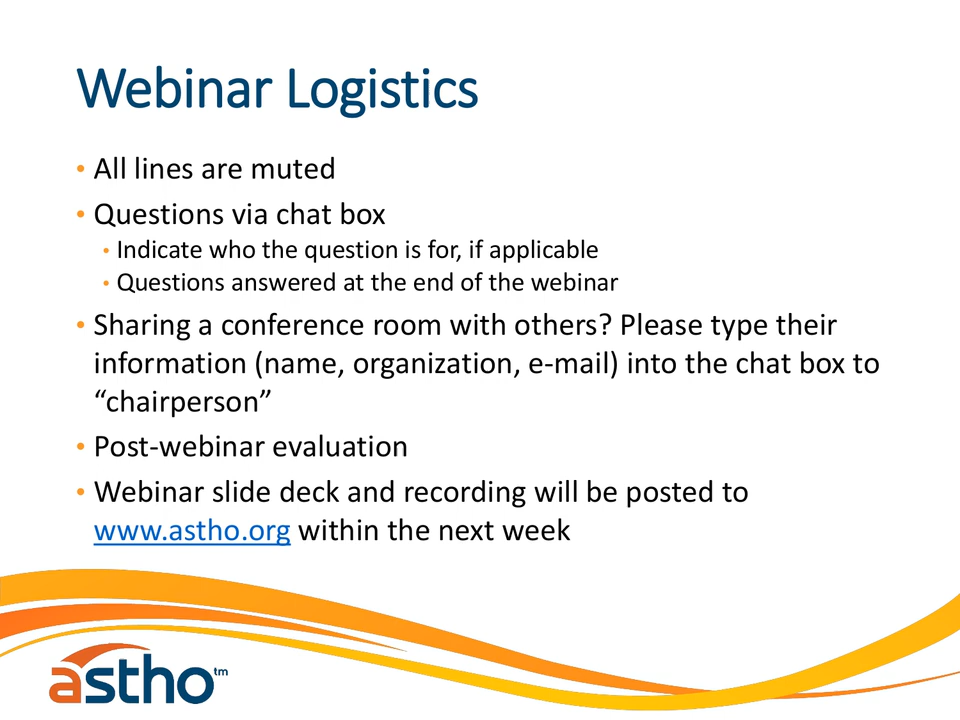 Webinar Logistics
• All lines are muted
• Questions via chat box
• Indicate who the question is for, if applicable
• Questions answered at the end of the webinar
• Sharing a conference room with others? Please type their
information (name, organization, e-mail) into the chat box to
“chairperson”
• Post-webinar evaluation
• Webinar slide deck and recording will be posted to
www.astho.org within the next week
astho™